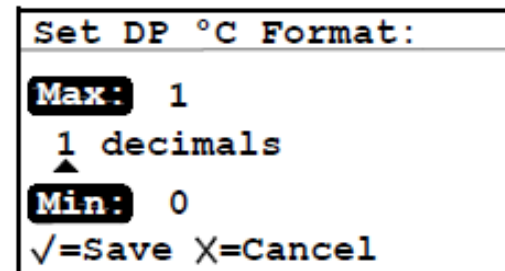 Set DP °C Format:
Max: 1
1 decimals
Min: 0
√=Save X=Cancel